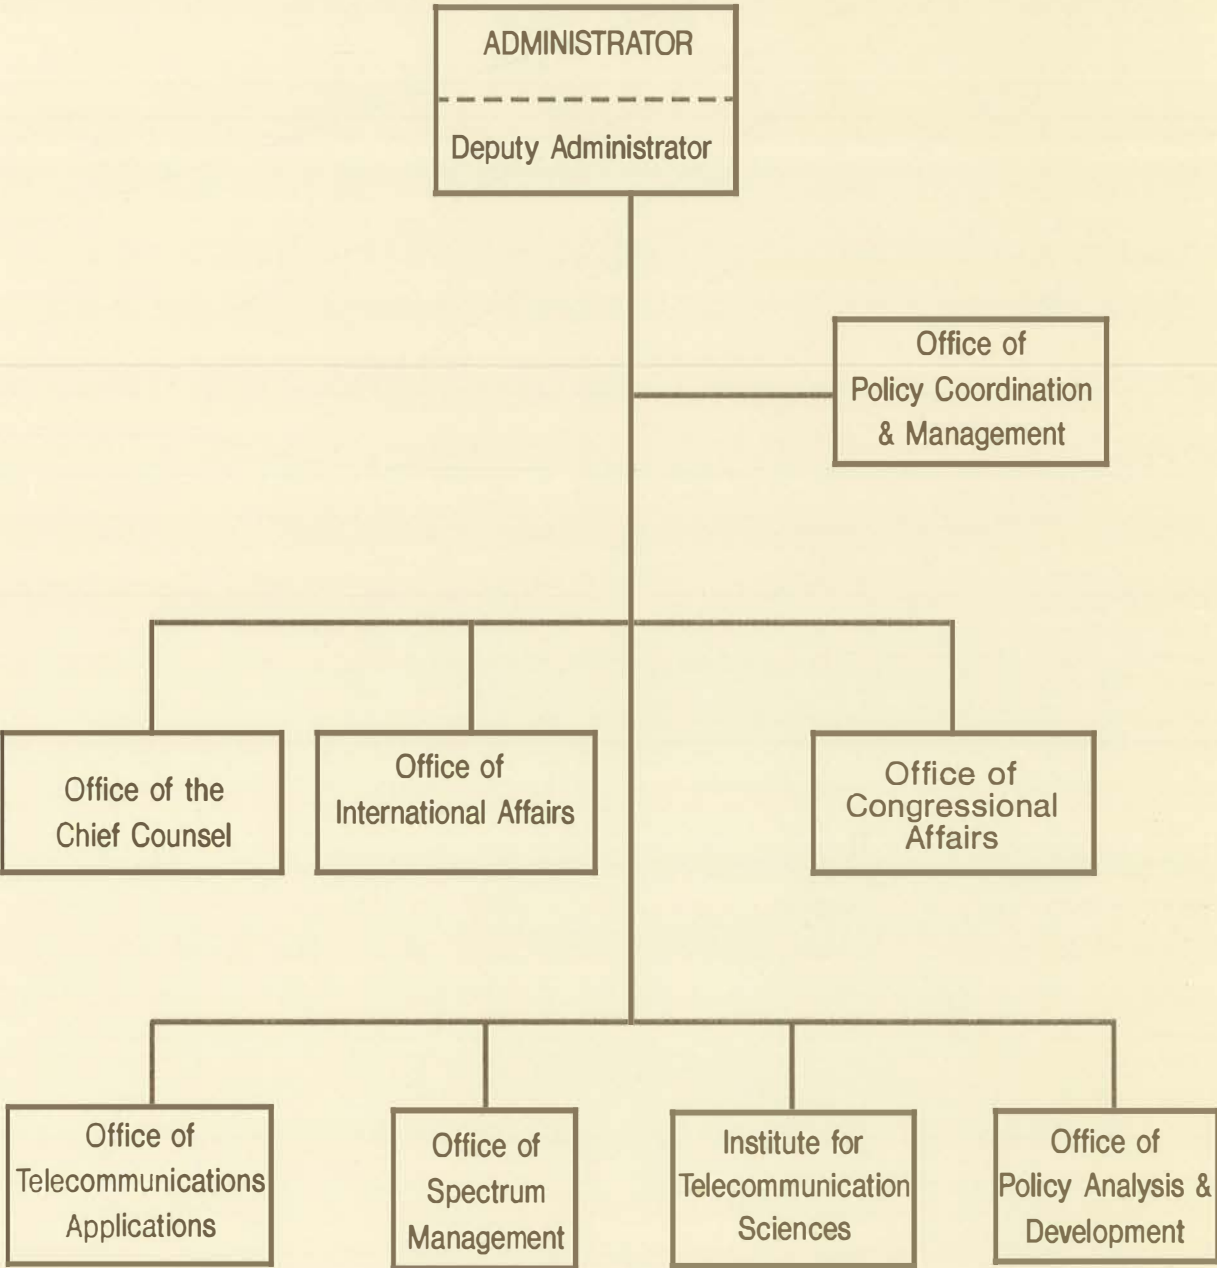 ADMINISTRATOR
Deputy Administrator
Office of
Policy Coordination
& Management
Office of the
Chief Counsel
Office of
International Affairs
Office of
Congressional
Affairs
Office of
Telecommunications
Applications
Office of
Spectrum
Management
Institute for
Telecommunication
Sciences
Office of
Policy Analysis &
Development